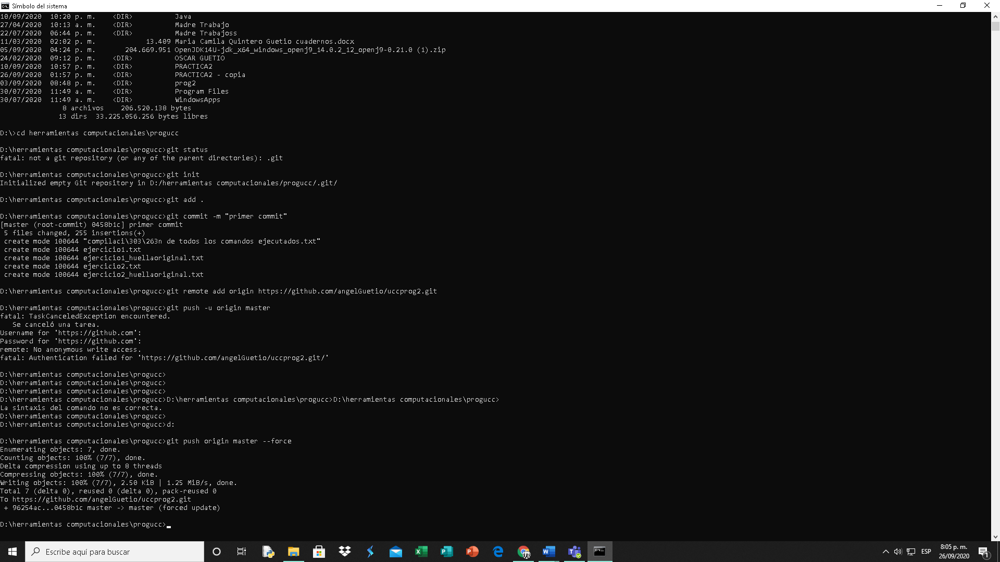 Símbolo del sistema
10/09/2020  10:20 p. m.    <DIR>          Java
27/04/2020  10:13 a. m.    <DIR>          Madre Trabajo
22/07/2020  06:44 p. m.    <DIR>          Madre Trabajoss
11/03/2020  02:02 p. m.            13.409 Maria Camila Quintero Guetio cuadernos.docx
05/09/2020  04:24 p. m.       204.669.951 OpenJDK14U-jdk_x64_windows_openj9_14.0.2_12_openj9-0.21.0 (1).zip
24/02/2020  09:12 p. m.    <DIR>          OSCAR GUETIO
10/09/2020  10:57 p. m.    <DIR>          PRACTICA2
26/09/2020  01:57 p. m.    <DIR>          PRACTICA2 - copia
03/09/2020  08:48 p. m.    <DIR>          prog2
30/07/2020  11:49 a. m.    <DIR>          Program Files
30/07/2020  11:49 a. m.    <DIR>          WindowsApps
               8 archivos    206.520.138 bytes
              13 dirs  33.225.056.256 bytes libres
D:\>cd herramientas computacionales\progucc
D:\herramientas computacionales\progucc>git status
fatal: not a git repository (or any of the parent directories): .git
D:\herramientas computacionales\progucc>git init
Initialized empty Git repository in D:/herramientas computacionales/progucc/.git/
D:\herramientas computacionales\progucc>git add .
D:\herramientas computacionales\progucc>git commit -m "primer commit"
[master (root-commit) 0458b1c] primer commit
 5 files changed, 255 insertions(+)
 create mode 100644 "compilaci\303\263n de todos los comandos ejecutados.txt"
 create mode 100644 ejercicio1.txt
 create mode 100644 ejercicio1_huellaoriginal.txt
 create mode 100644 ejercicio2.txt
 create mode 100644 ejercicio2_huellaoriginal.txt
D:\herramientas computacionales\progucc>git remote add origin https://github.com/angelGuetio/uccprog2.git
D:\herramientas computacionales\progucc>git push -u origin master
fatal: TaskCanceledException encountered.
   Se canceló una tarea.
Username for 'https://github.com':
Password for 'https://github.com':
remote: No anonymous write access.
fatal: Authentication failed for 'https://github.com/angelGuetio/uccprog2.git/'
D:\herramientas computacionales\progucc>
D:\herramientas computacionales\progucc>
D:\herramientas computacionales\progucc>
D:\herramientas computacionales\progucc>D:\herramientas computacionales\progucc>D:\herramientas computacionales\progucc>
La sintaxis del comando no es correcta.
D:\herramientas computacionales\progucc>
D:\herramientas computacionales\progucc>d:
D:\herramientas computacionales\progucc>git push origin master --force
Enumerating objects: 7, done.
Counting objects: 100% (7/7), done.
Delta compression using up to 8 threads
Compressing objects: 100% (7/7), done.
Writing objects: 100% (7/7), 2.50 KiB | 1.25 MiB/s, done.
Total 7 (delta 0), reused 0 (delta 0), pack-reused 0
To https://github.com/angelGuetio/uccprog2.git
 + 96254ac...0458b1c master -> master (forced update)
D:\herramientas computacionales\progucc>
Escribe aquí para buscar
ESP
8:05 p. m.
26/09/2020
1